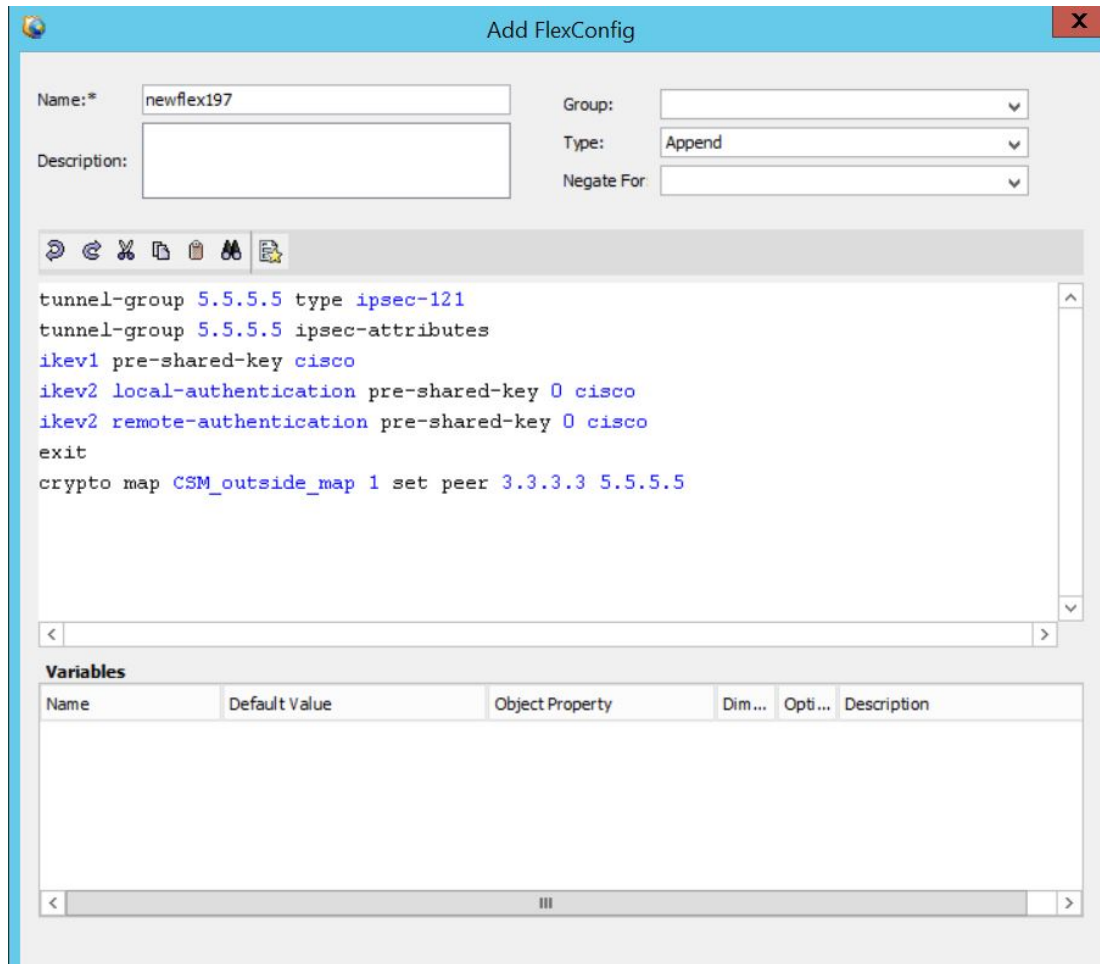 Add FlexConfig
X
Name:* newflex197
Group:
Description:
Type: Append
Negate For:
tunnel-group 5.5.5.5 type ipsec-121
tunnel-group 5.5.5.5 ipsec-attributes
ikev1 pre-shared-key cisco
ikev2 local-authentication pre-shared-key 0 cisco
ikev2 remote-authentication pre-shared-key 0 cisco
exit
crypto map CSM_outside_map 1 set peer 3.3.3.3 5.5.5.5
Variables
Name Default Value Object Property Dim... Opti... Description